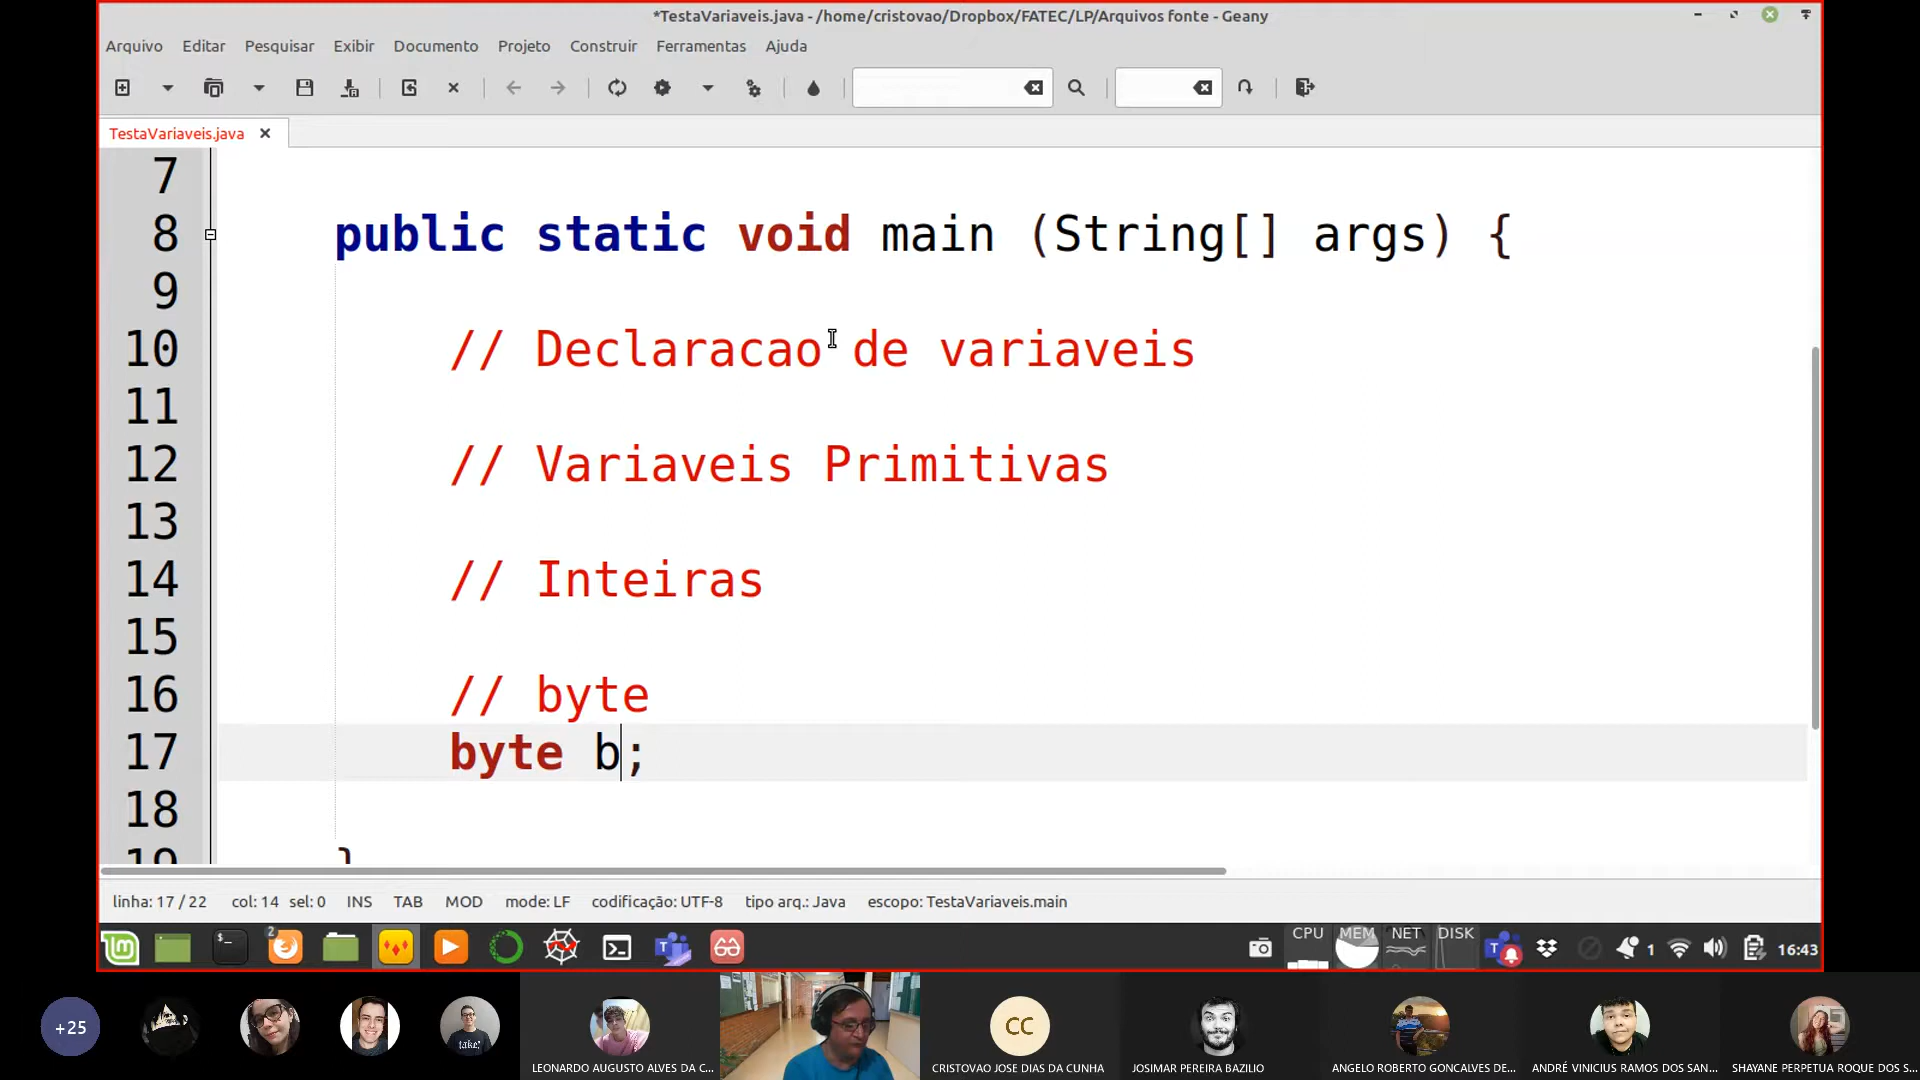 *TestaVariaveis.java - /home/cristovao/Dropbox/FATEC/LP/Arquivos fonte - Geany
Arquivo Editar Pesquisar Exibir Documento Projeto Construir Ferramentas Ajuda
TestaVariaveis.java
7
8 public static void main (String[] args) {
9
10 // Declaracao de variaveis
11
12 // Variaveis Primitivas
13
14 // Inteiras
15
16 // byte
17 byte b;
18
19 }
linha: 17 / 22 col: 14 sel: 0 INS TAB MOD mode: LF codificação: UTF-8 tipo arq.: Java escopo: TestaVariaveis.main
2 CPU MEM NET DISK 1 16:43
+25
take!
CC
LEONARDO AUGUSTO ALVES DA C... CRISTOVAO JOSE DIAS DA CUNHA JOSIMAR PEREIRA BAZILIO ANGELO ROBERTO GONCALVES DE... ANDRÉ VINICIUS RAMOS DOS SAN... SHAYANE PERPETUA ROQUE DOS S...